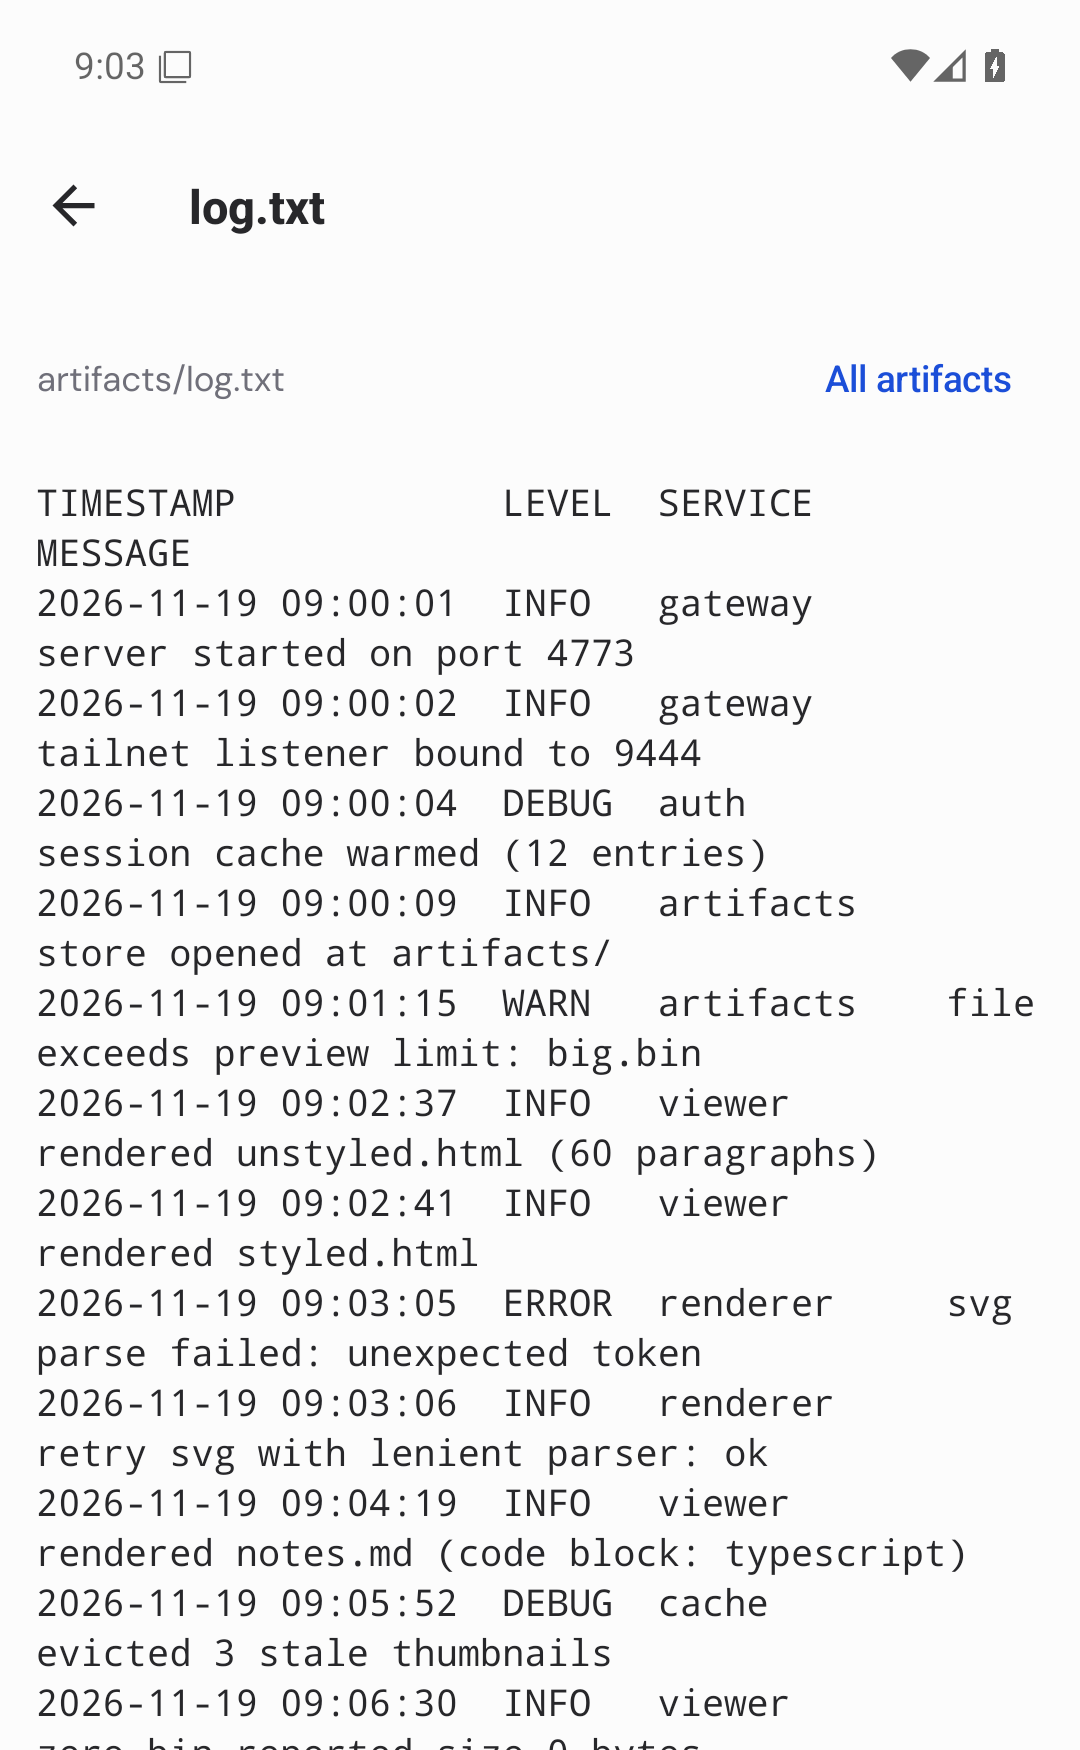 9:03
log.txt
artifacts/log.txt All artifacts
TIMESTAMP            LEVEL  SERVICE
MESSAGE
2026-11-19 09:00:01  INFO   gateway
server started on port 4773
2026-11-19 09:00:02  INFO   gateway
tailnet listener bound to 9444
2026-11-19 09:00:04  DEBUG  auth
session cache warmed (12 entries)
2026-11-19 09:00:09  INFO   artifacts
store opened at artifacts/
2026-11-19 09:01:15  WARN   artifacts    file
exceeds preview limit: big.bin
2026-11-19 09:02:37  INFO   viewer
rendered unstyled.html (60 paragraphs)
2026-11-19 09:02:41  INFO   viewer
rendered styled.html
2026-11-19 09:03:05  ERROR  renderer     svg
parse failed: unexpected token
2026-11-19 09:03:06  INFO   renderer
retry svg with lenient parser: ok
2026-11-19 09:04:19  INFO   viewer
rendered notes.md (code block: typescript)
2026-11-19 09:05:52  DEBUG  cache
evicted 3 stale thumbnails
2026-11-19 09:06:30  INFO   viewer
zero.bin reported size 0 bytes